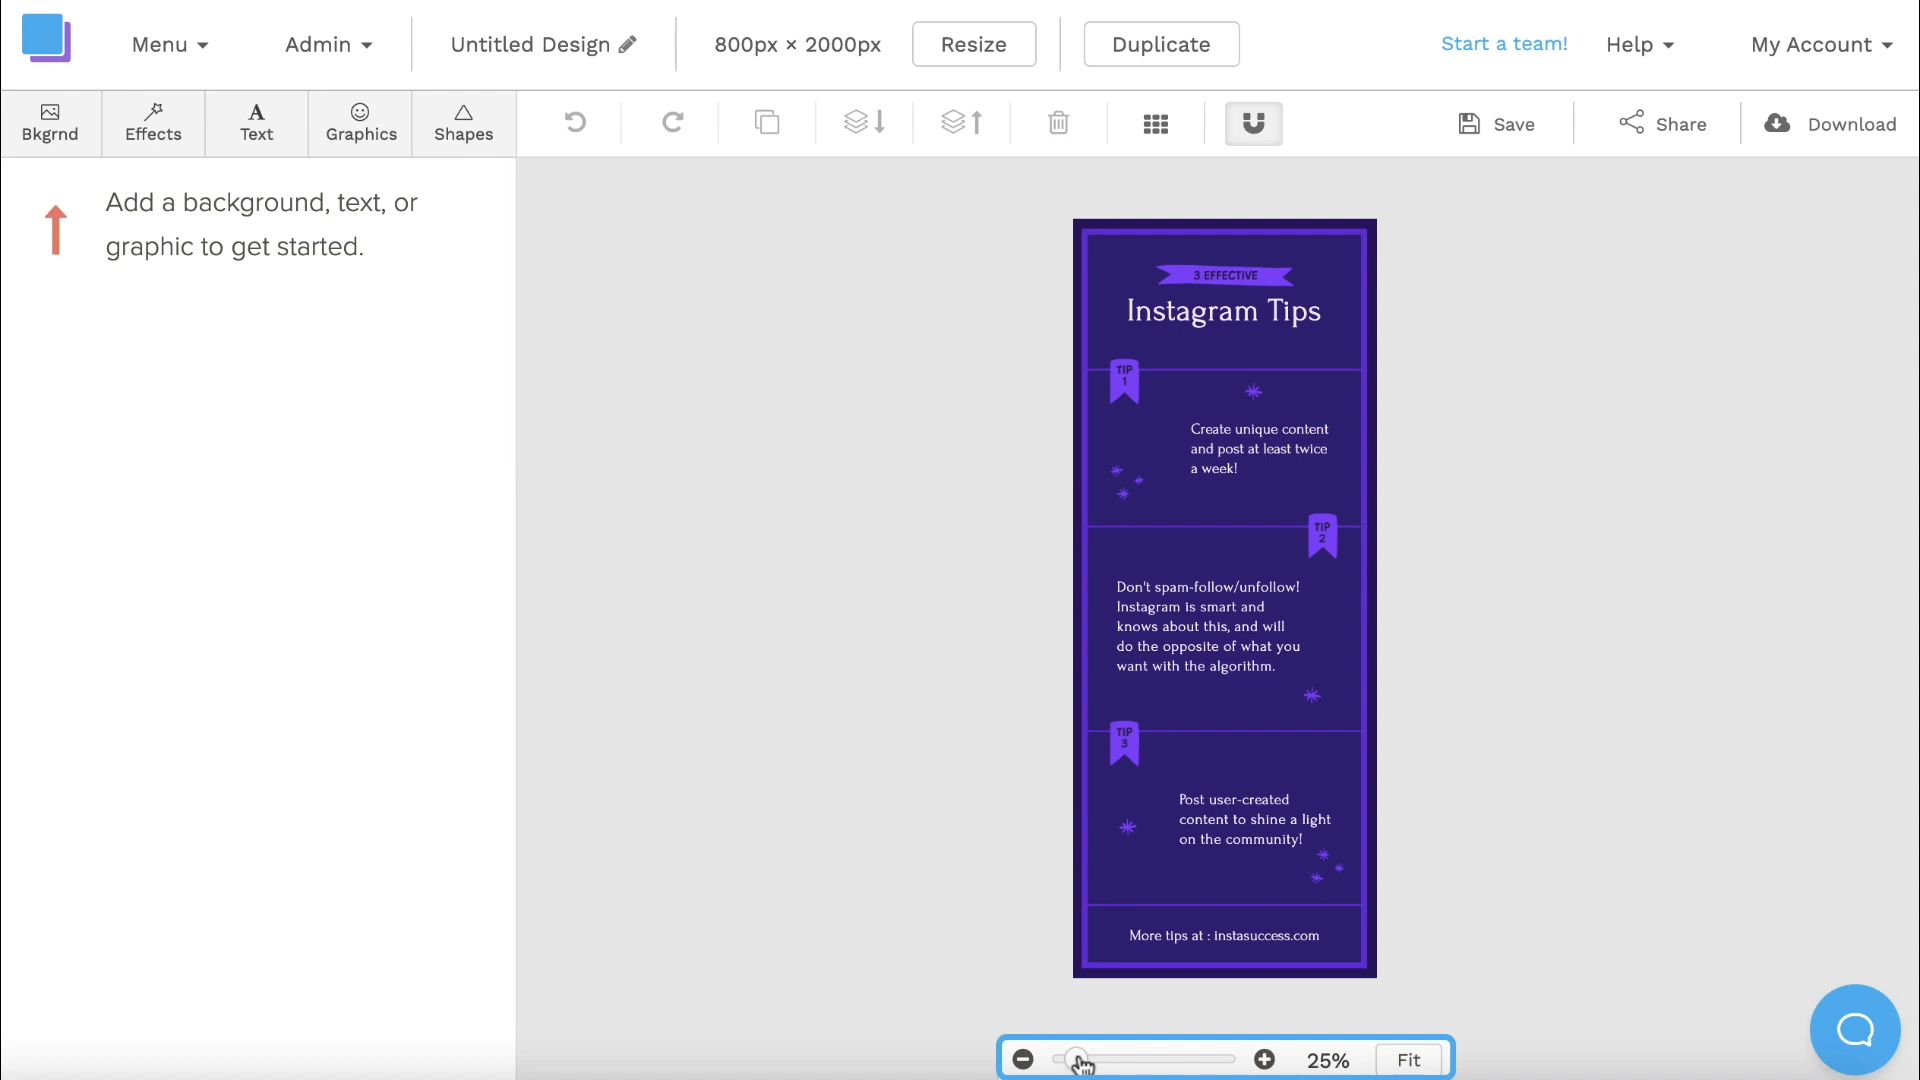 Menu
Admin
Untitled Design
800px × 2000px
Resize
Duplicate
Start a team!
Help
My Account
Bkgrnd
Effects
Text
Graphics
Shapes
Save
Share
Download
Add a background, text, or
graphic to get started.
3 EFFECTIVE
Instagram Tips
TIP
1
Create unique content
and post at least twice
a week!
TIP
2
Don't spam-follow/unfollow!
Instagram is smart and
knows about this, and will
do the opposite of what you
want with the algorithm.
TIP
3
Post user-created
content to shine a light
on the community!
More tips at : instasuccess.com
25%
Fit